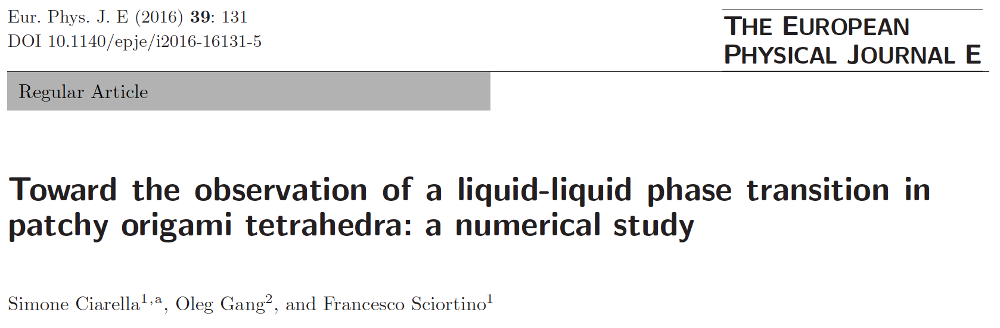 Eur. Phys. J. E (2016) 39: 131
DOI 10.1140/epje/i2016-16131-5
THE EUROPEAN
PHYSICAL JOURNAL E
Regular Article
Toward the observation of a liquid-liquid phase transition in
patchy origami tetrahedra: a numerical study
Simone Ciarella1,a, Oleg Gang2, and Francesco Sciortino1